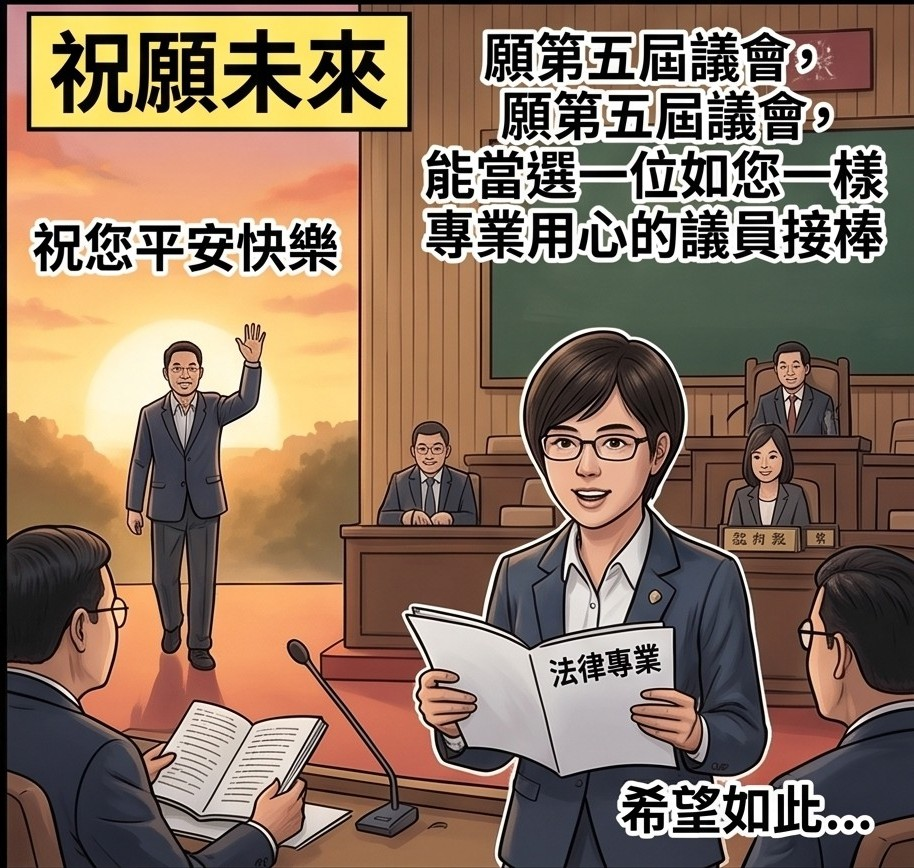 祝願未來
祝您平安快樂
願第五屆議會，
願第五屆議會，
能當選一位如您一樣
專業用心的議員接棒
法律專業
希望如此...